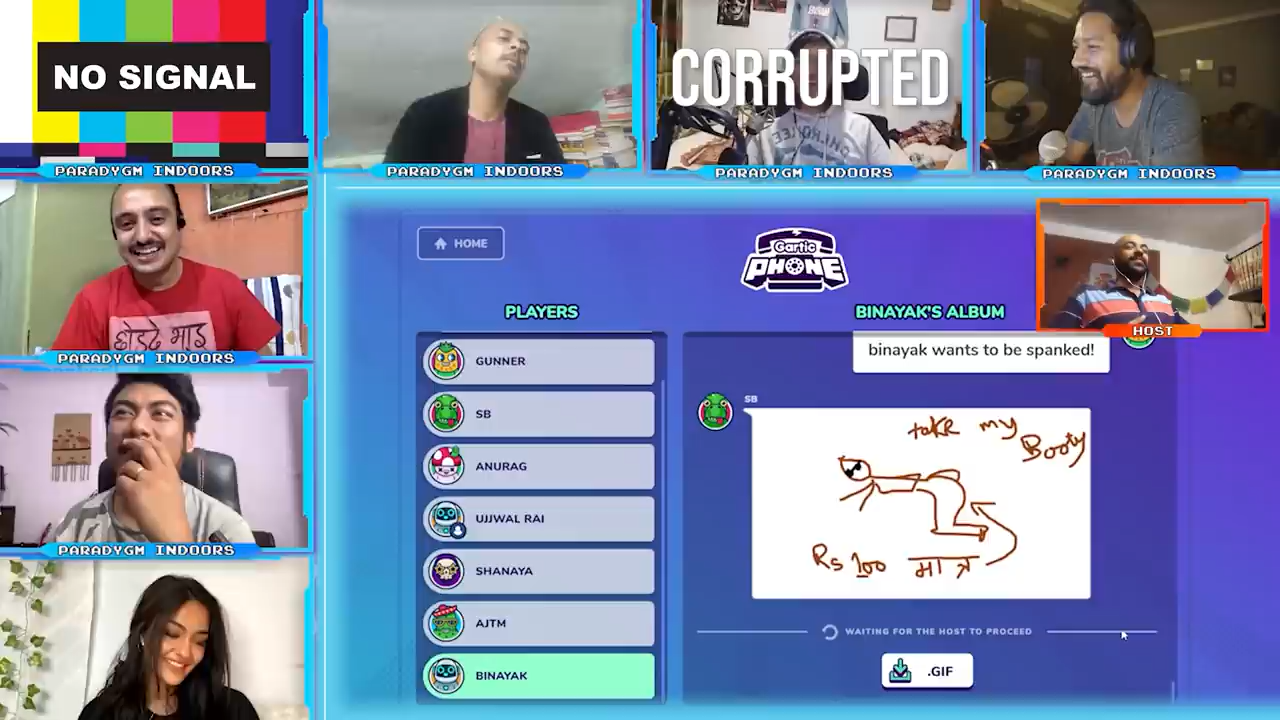 NO SIGNAL
CORRUPTED
PARADYGM INDOORS
PARADYGM INDOORS
PARADYGM INDOORS
PARADYGM INDOORS
छोड्दे भाइ
PARADYGM INDOORS
PARADYGM INDOORS
HOST
HOME
Gartic
PHONE
PLAYERS
GUNNER
SB
ANURAG
UJJWAL RAI
SHANAYA
AJTM
BINAYAK
BINAYAK'S ALBUM
binayak wants to be spanked!
SB
take my
Booty
Rs 100 मात्र
WAITING FOR THE HOST TO PROCEED
.GIF